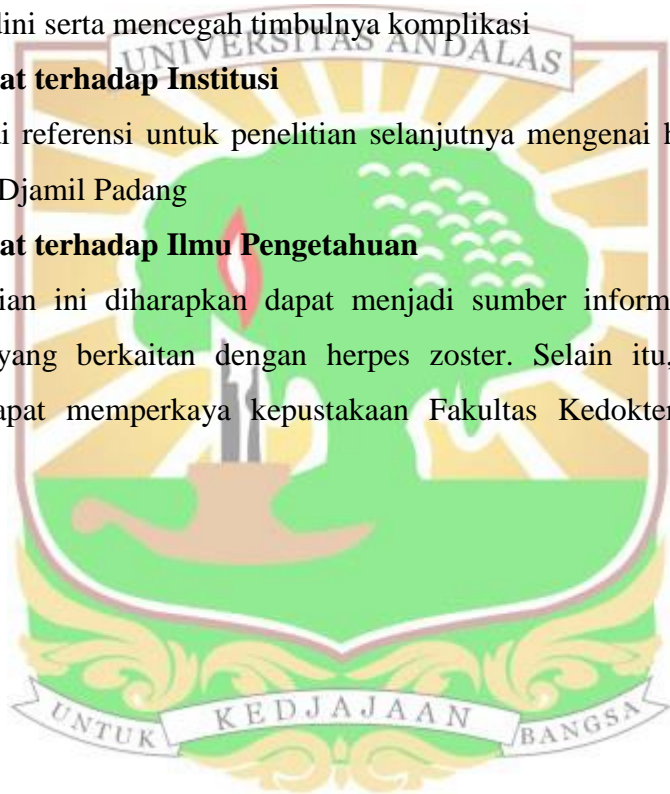 dini serta mencegah timbulnya komplikasi
UNIVERSITAS ANDALAS
at terhadap Institusi
i referensi untuk penelitian selanjutnya mengenai
Djamil Padang
at terhadap Ilmu Pengetahuan
ian ini diharapkan dapat menjadi sumber inform
yang berkaitan dengan herpes zoster. Selain itu,
apat memperkaya kepustakaan Fakultas Kedokter
UNTUK KEDJAJAAN BANGSA